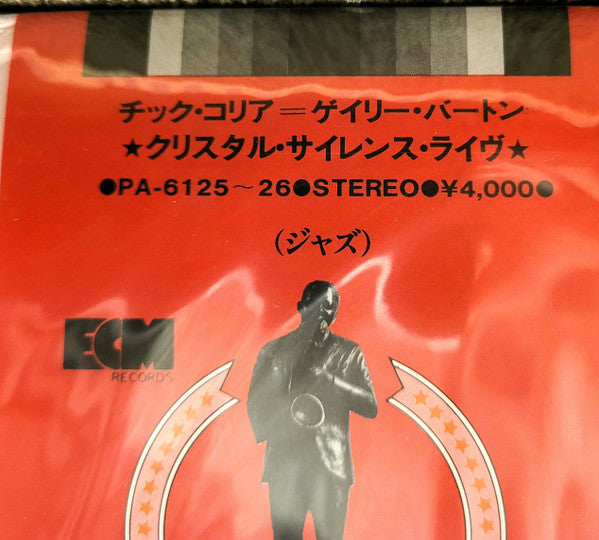 チック・コリア＝ゲイリー・バートン
★クリスタル・サイレンス・ライヴ★
●PA-6125～26●STEREO●¥4,000●
(ジャズ)
ECM
RECORDS